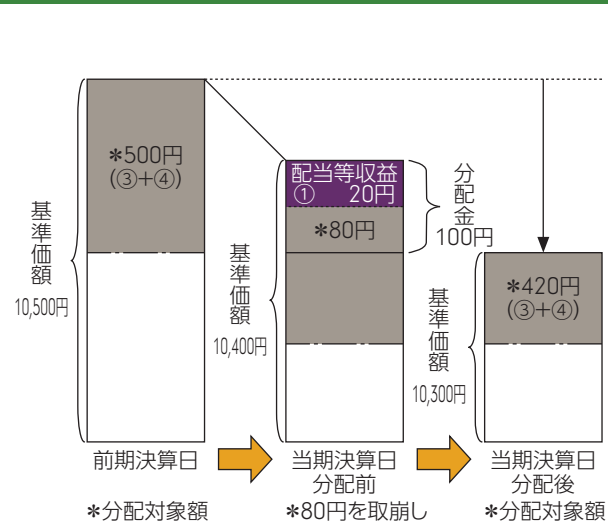 基準価額
10,500円
*500円
(③+④)
前期決算日
*分配対象額
基準価額
10,400円
配当等収益
① 20円
*80円
分配金
100円
当期決算日
分配前
*80円を取崩し
基準価額
10,300円
*420円
(③+④)
当期決算日
分配後
*分配対象額